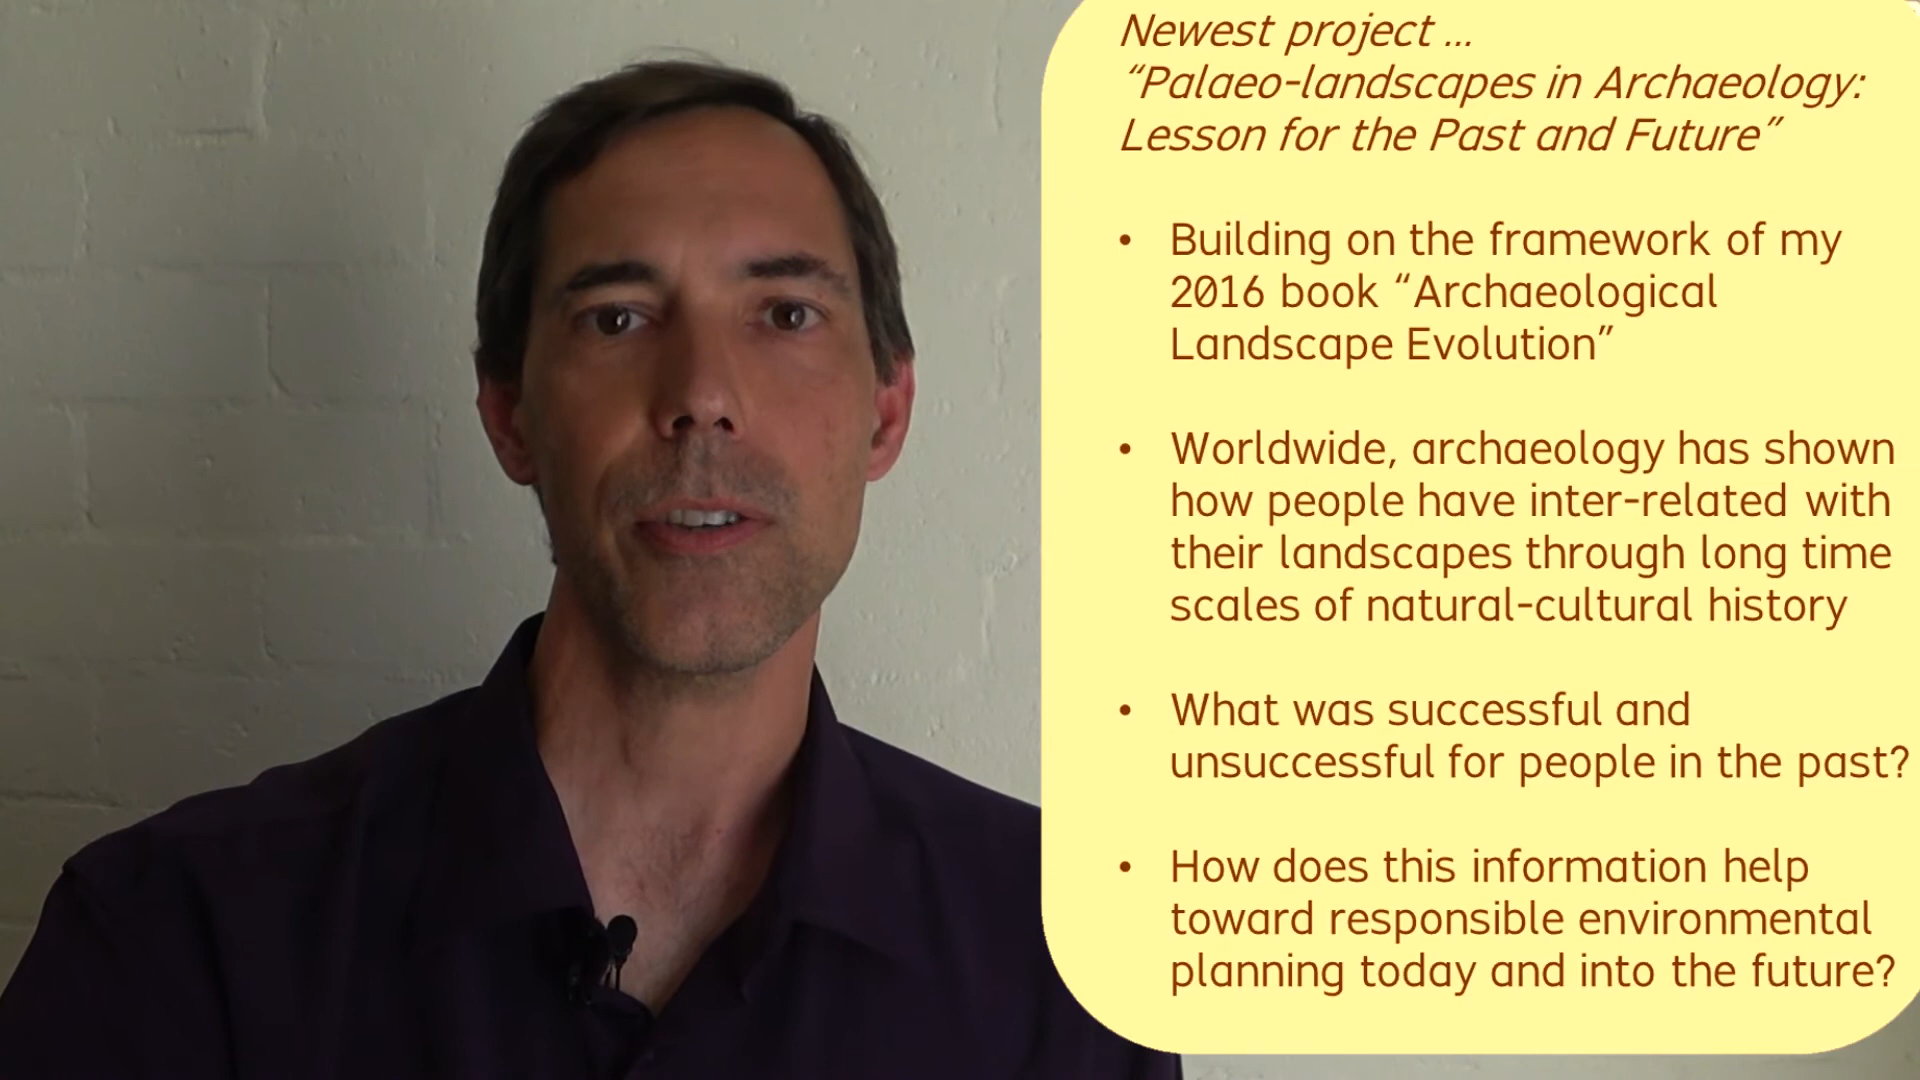 Newest project ...
“Palaeo-landscapes in Archaeology:
Lesson for the Past and Future”
• Building on the framework of my
2016 book “Archaeological
Landscape Evolution”
• Worldwide, archaeology has shown
how people have inter-related with
their landscapes through long time
scales of natural-cultural history
• What was successful and
unsuccessful for people in the past?
• How does this information help
toward responsible environmental
planning today and into the future?